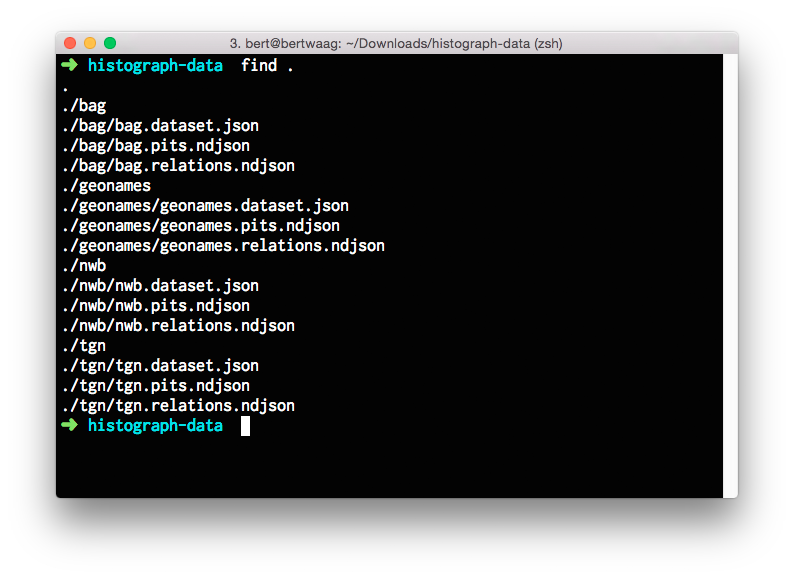 3. bert@bertwaag: ~/Downloads/histograph-data (zsh)
➜ histograph-data find .
.
./bag
./bag/bag.dataset.json
./bag/bag.pits.ndjson
./bag/bag.relations.ndjson
./geonames
./geonames/geonames.dataset.json
./geonames/geonames.pits.ndjson
./geonames/geonames.relations.ndjson
./nwb
./nwb/nwb.dataset.json
./nwb/nwb.pits.ndjson
./nwb/nwb.relations.ndjson
./tgn
./tgn/tgn.dataset.json
./tgn/tgn.pits.ndjson
./tgn/tgn.relations.ndjson
➜ histograph-data